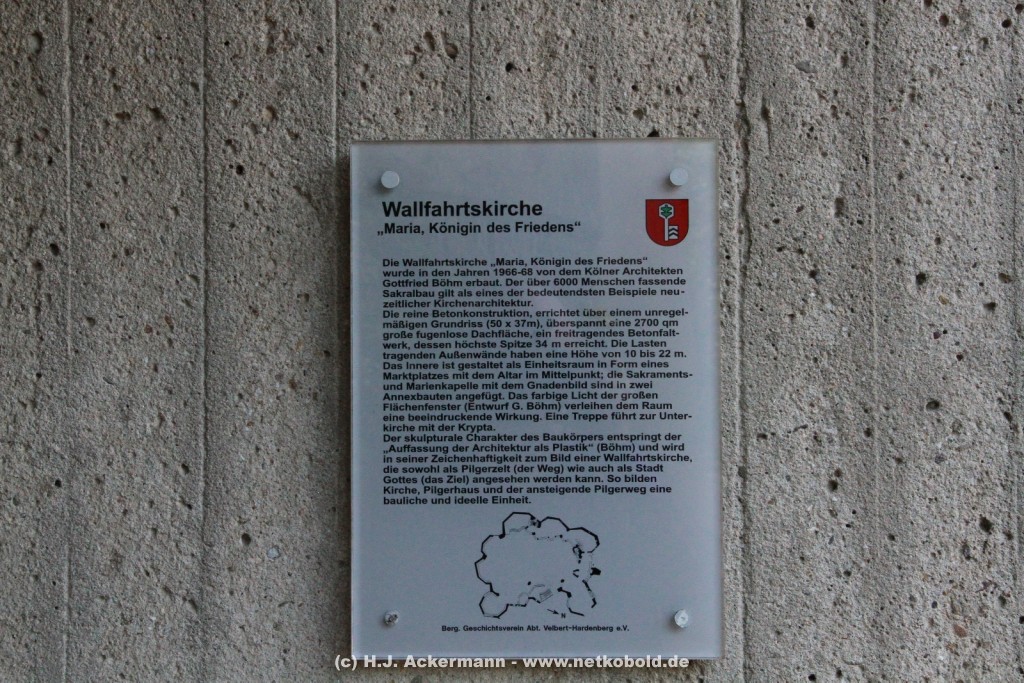 Wallfahrtskirche
„Maria, Königin des Friedens“
Die Wallfahrtskirche „Maria, Königin des Friedens“
wurde in den Jahren 1966-68 von dem Kölner Architekten
Gottfried Böhm erbaut. Der über 6000 Menschen fassende
Sakralbau gilt als eines der bedeutendsten Beispiele neu-
zeitlicher Kirchenarchitektur.
Die reine Betonkonstruktion, errichtet über einem unregel-
mäßigen Grundriss (50 x 37m), überspannt eine 2700 qm
große fugenlose Dachfläche, ein freitragendes Betonfalt-
werk, dessen höchste Spitze 34 m erreicht. Die Lasten
tragenden Außenwände haben eine Höhe von 10 bis 22 m.
Das Innere ist gestaltet als Einheitsraum in Form eines
Marktplatzes mit dem Altar im Mittelpunkt; die Sakraments-
und Marienkapelle mit dem Gnadenbild sind in zwei
Annexbauten angefügt. Das farbige Licht der großen
Flächenfenster (Entwurf G. Böhm) verleihen dem Raum
eine beeindruckende Wirkung. Eine Treppe führt zur Unter-
kirche mit der Krypta.
Der skulpturale Charakter des Baukörpers entspringt der
„Auffassung der Architektur als Plastik“ (Böhm) und wird
in seiner Zeichenhaftigkeit zum Bild einer Wallfahrtskirche,
die sowohl als Pilgerzelt (der Weg) wie auch als Stadt
Gottes (das Ziel) angesehen werden kann. So bilden
Kirche, Pilgerhaus und der ansteigende Pilgerweg eine
bauliche und ideelle Einheit.
N
Berg. Geschichtsverein Abt. Velbert-Hardenberg e.V.
(c) H.J. Ackermann - www.netkobold.de